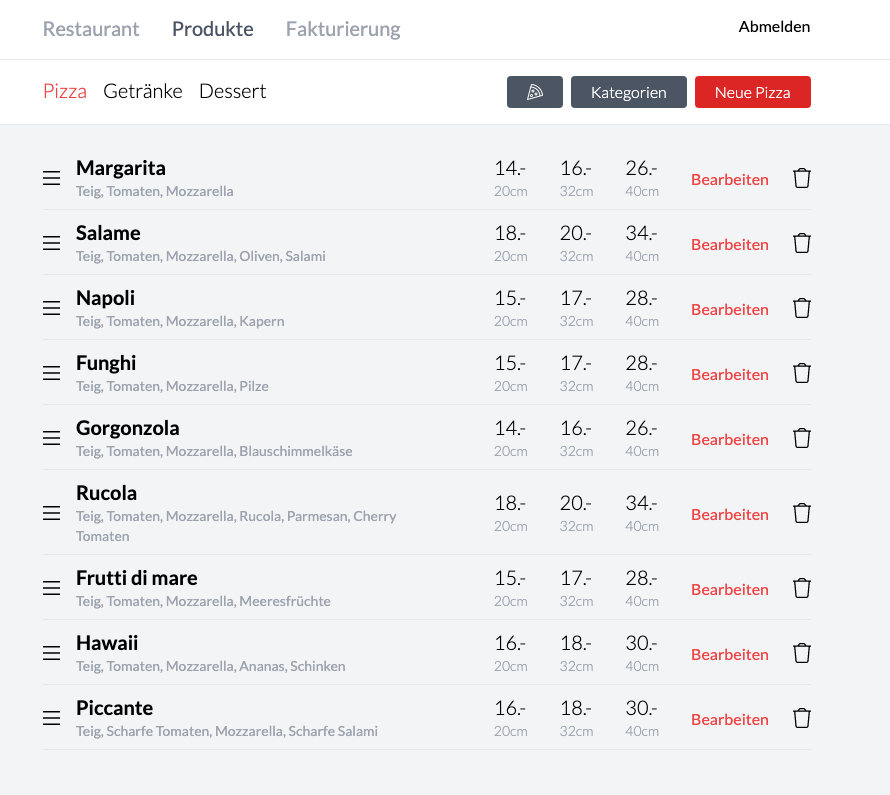 Restaurant Produkte Fakturierung Abmelden
Pizza Getränke Dessert Kategorien Neue Pizza
Margarita 14.- 16.- 26.- Bearbeiten
Teig, Tomaten, Mozzarella 20cm 32cm 40cm
Salame 18.- 20.- 34.- Bearbeiten
Teig, Tomaten, Mozzarella, Oliven, Salami 20cm 32cm 40cm
Napoli 15.- 17.- 28.- Bearbeiten
Teig, Tomaten, Mozzarella, Kapern 20cm 32cm 40cm
Funghi 15.- 17.- 28.- Bearbeiten
Teig, Tomaten, Mozzarella, Pilze 20cm 32cm 40cm
Gorgonzola 14.- 16.- 26.- Bearbeiten
Teig, Tomaten, Mozzarella, Blauschimmelkäse 20cm 32cm 40cm
Rucola 18.- 20.- 34.- Bearbeiten
Teig, Tomaten, Mozzarella, Rucola, Parmesan, Cherry 20cm 32cm 40cm
Tomaten
Frutti di mare 15.- 17.- 28.- Bearbeiten
Teig, Tomaten, Mozzarella, Meeresfrüchte 20cm 32cm 40cm
Hawaii 16.- 18.- 30.- Bearbeiten
Teig, Tomaten, Mozzarella, Ananas, Schinken 20cm 32cm 40cm
Piccante 16.- 18.- 30.- Bearbeiten
Teig, Scharfe Tomaten, Mozzarella, Scharfe Salami 20cm 32cm 40cm